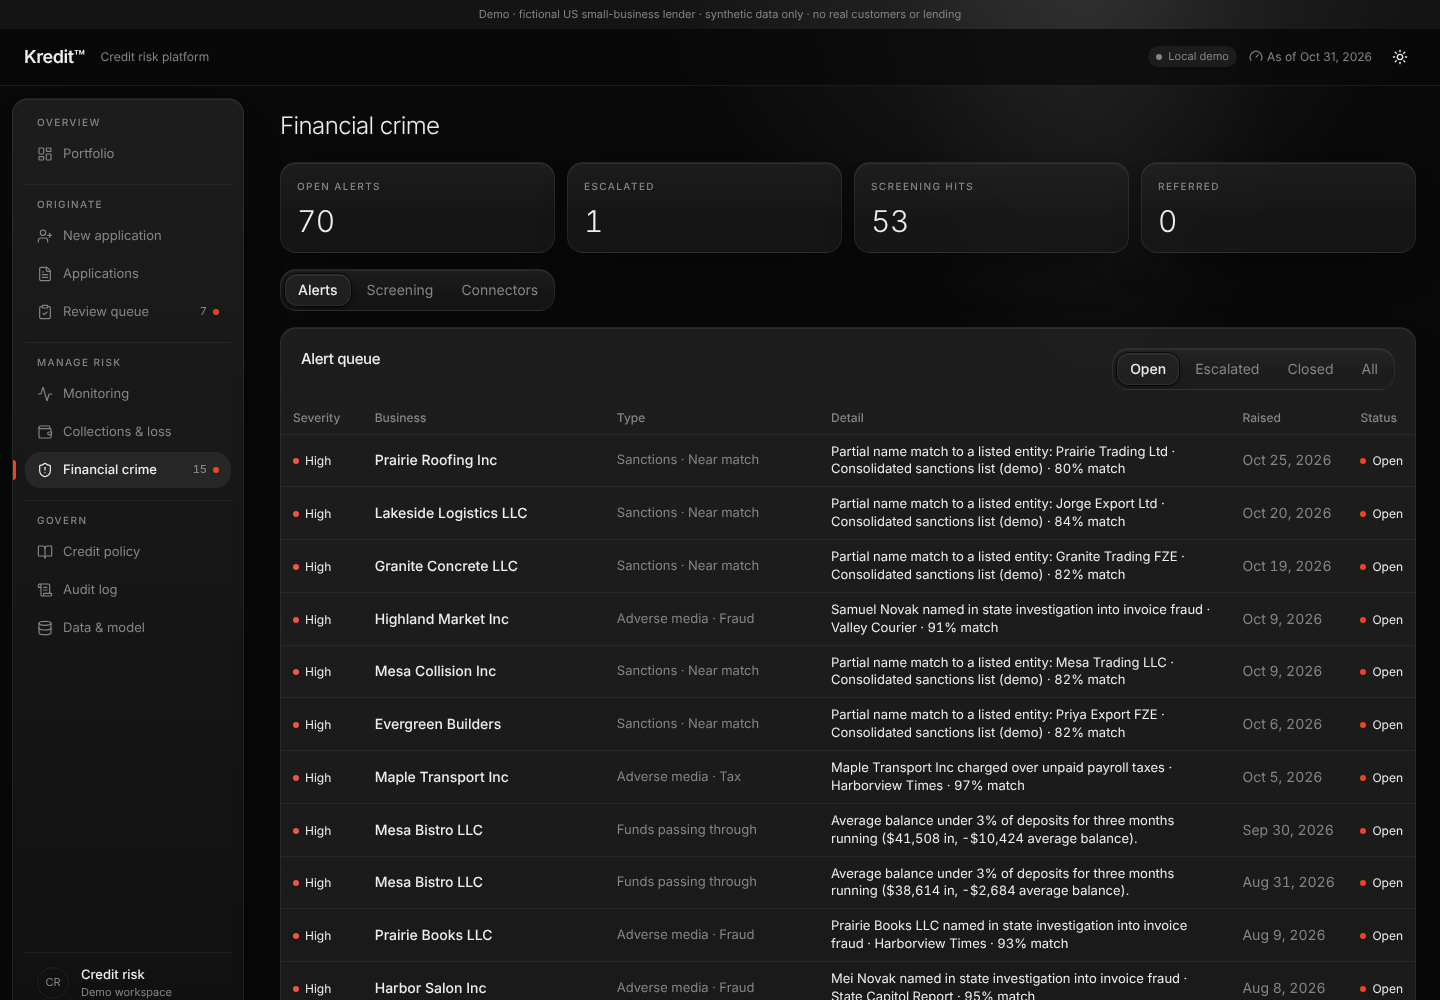 Demo · fictional US small-business lender · synthetic data only · no real customers or lending
Kredit™ Credit risk platform
Local demo
As of Oct 31, 2026
OVERVIEW
Portfolio
ORIGINATE
New application
Applications
Review queue 7
MANAGE RISK
Monitoring
Collections & loss
Financial crime 15
GOVERN
Credit policy
Audit log
Data & model
CR
Credit risk
Demo workspace
Financial crime
OPEN ALERTS
70
ESCALATED
1
SCREENING HITS
53
REFERRED
0
Alerts Screening Connectors
Alert queue
Open Escalated Closed All
Severity Business Type Detail Raised Status
High Prairie Roofing Inc Sanctions · Near match Partial name match to a listed entity: Prairie Trading Ltd ·
Consolidated sanctions list (demo) · 80% match Oct 25, 2026 Open
High Lakeside Logistics LLC Sanctions · Near match Partial name match to a listed entity: Jorge Export Ltd ·
Consolidated sanctions list (demo) · 84% match Oct 20, 2026 Open
High Granite Concrete LLC Sanctions · Near match Partial name match to a listed entity: Granite Trading FZE ·
Consolidated sanctions list (demo) · 82% match Oct 19, 2026 Open
High Highland Market Inc Adverse media · Fraud Samuel Novak named in state investigation into invoice fraud ·
Valley Courier · 91% match Oct 9, 2026 Open
High Mesa Collision Inc Sanctions · Near match Partial name match to a listed entity: Mesa Trading LLC ·
Consolidated sanctions list (demo) · 82% match Oct 9, 2026 Open
High Evergreen Builders Sanctions · Near match Partial name match to a listed entity: Priya Export FZE ·
Consolidated sanctions list (demo) · 82% match Oct 6, 2026 Open
High Maple Transport Inc Adverse media · Tax Maple Transport Inc charged over unpaid payroll taxes ·
Harborview Times · 97% match Oct 5, 2026 Open
High Mesa Bistro LLC Funds passing through Average balance under 3% of deposits for three months
running ($41,508 in, -$10,424 average balance). Sep 30, 2026 Open
High Mesa Bistro LLC Funds passing through Average balance under 3% of deposits for three months
running ($38,614 in, -$2,684 average balance). Aug 31, 2026 Open
High Prairie Books LLC Adverse media · Fraud Prairie Books LLC named in state investigation into invoice
fraud · Harborview Times · 93% match Aug 9, 2026 Open
High Harbor Salon Inc Adverse media · Fraud Mei Novak named in state investigation into invoice fraud ·
State Capitol Report · 95% match Aug 8, 2026 Open